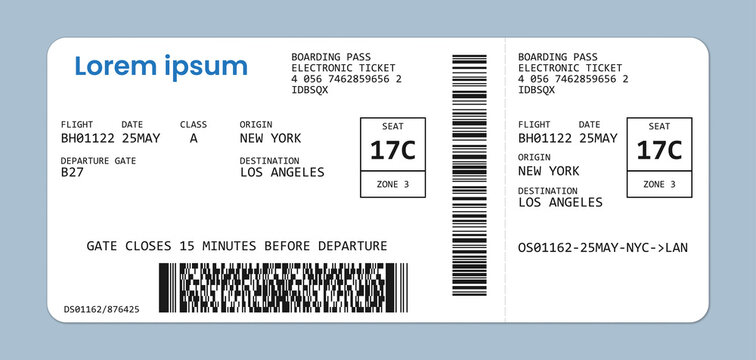 Lorem ipsum
BOARDING PASS
ELECTRONIC TICKET
4 056 7462859656 2
IDBSQX
FLIGHT DATE CLASS ORIGIN
BH01122 25MAY A NEW YORK
DEPARTURE GATE DESTINATION
B27 LOS ANGELES
SEAT
17C
ZONE 3
GATE CLOSES 15 MINUTES BEFORE DEPARTURE
DS01162/876425
BOARDING PASS
ELECTRONIC TICKET
4 056 7462859656 2
IDBSQX
FLIGHT DATE
BH01122 25MAY
ORIGIN
NEW YORK
DESTINATION
LOS ANGELES
SEAT
17C
ZONE 3
OS01162-25MAY-NYC->LAN